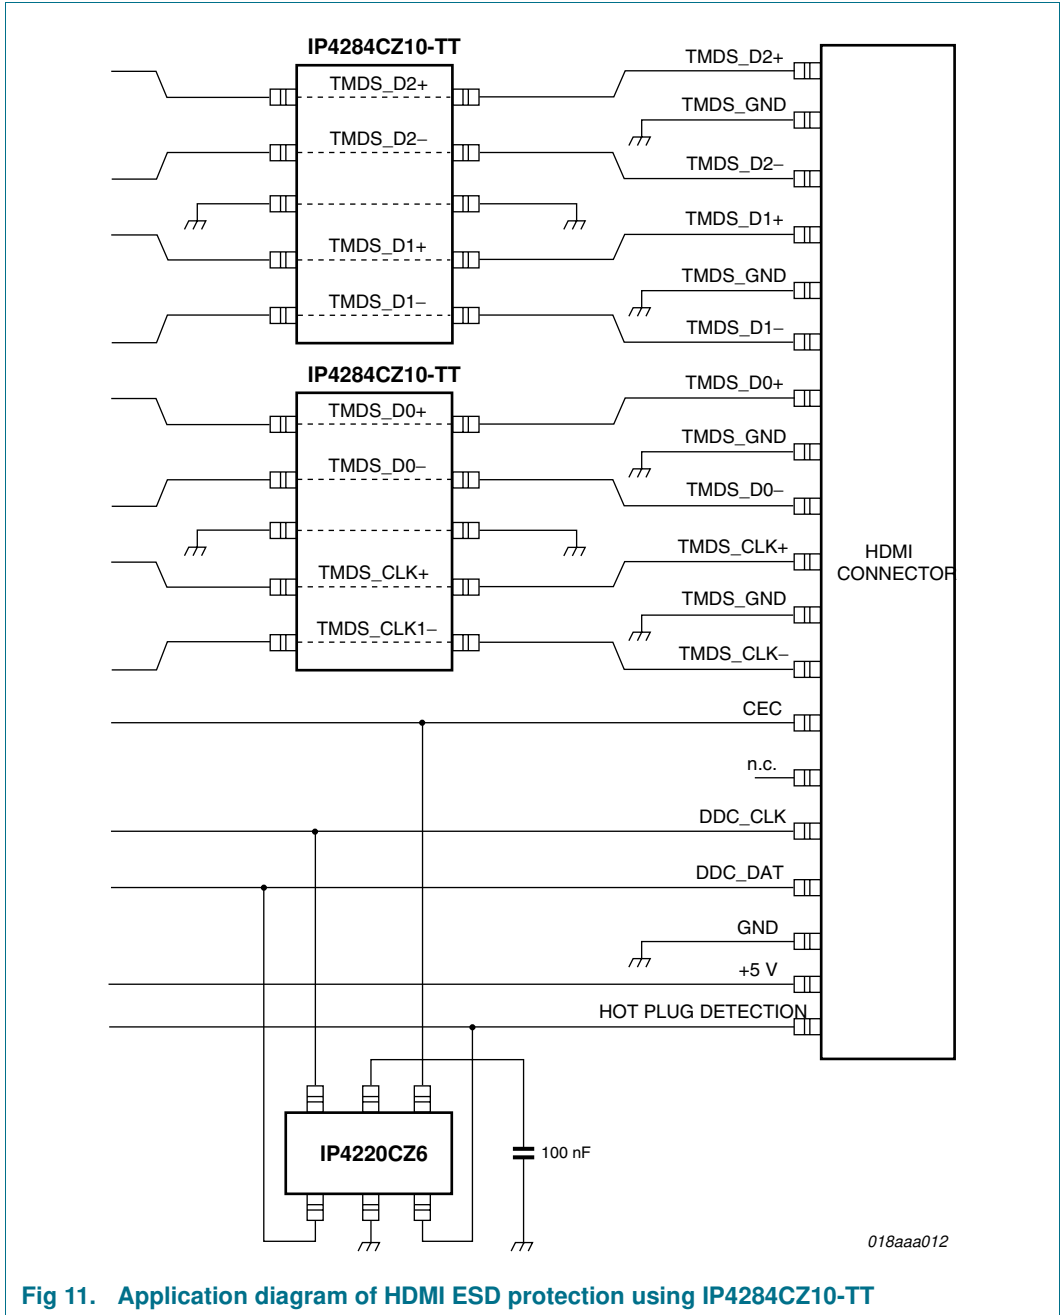 IP4284CZ10-TT
TMDS_D2+
TMDS_D2+
TMDS_GND
TMDS_D2−
TMDS_D2−
TMDS_D1+
TMDS_D1+
TMDS_GND
TMDS_D1−
TMDS_D1−
IP4284CZ10-TT
TMDS_D0+
TMDS_D0+
TMDS_GND
TMDS_D0−
TMDS_D0−
TMDS_CLK+
HDMI
CONNECTOR
TMDS_CLK+
TMDS_GND
TMDS_CLK1−
TMDS_CLK−
CEC
n.c.
DDC_CLK
DDC_DAT
GND
+5 V
HOT PLUG DETECTION
IP4220CZ6
100 nF
018aaa012
Fig 11. Application diagram of HDMI ESD protection using IP4284CZ10-TT